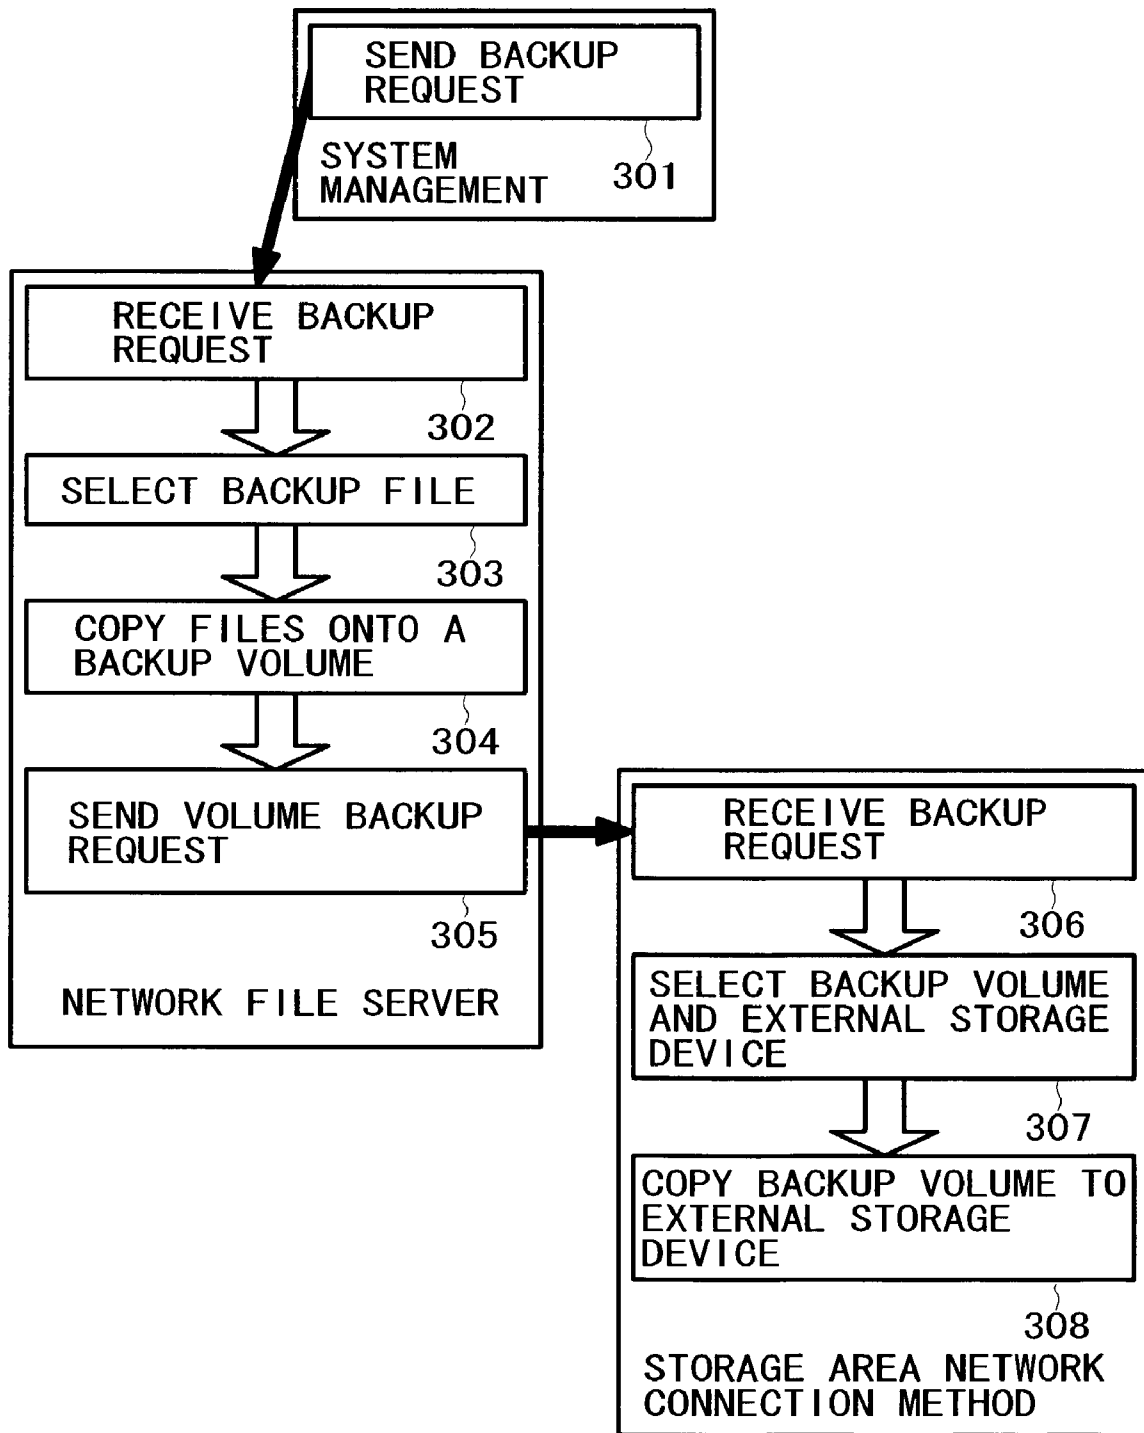 SEND BACKUP
REQUEST
301
SYSTEM
MANAGEMENT
RECEIVE BACKUP
REQUEST
302
SELECT BACKUP FILE
303
COPY FILES ONTO A
BACKUP VOLUME
304
SEND VOLUME BACKUP
REQUEST
305
NETWORK FILE SERVER
RECEIVE BACKUP
REQUEST
306
SELECT BACKUP VOLUME
AND EXTERNAL STORAGE
DEVICE
307
COPY BACKUP VOLUME TO
EXTERNAL STORAGE
DEVICE
308
STORAGE AREA NETWORK
CONNECTION METHOD